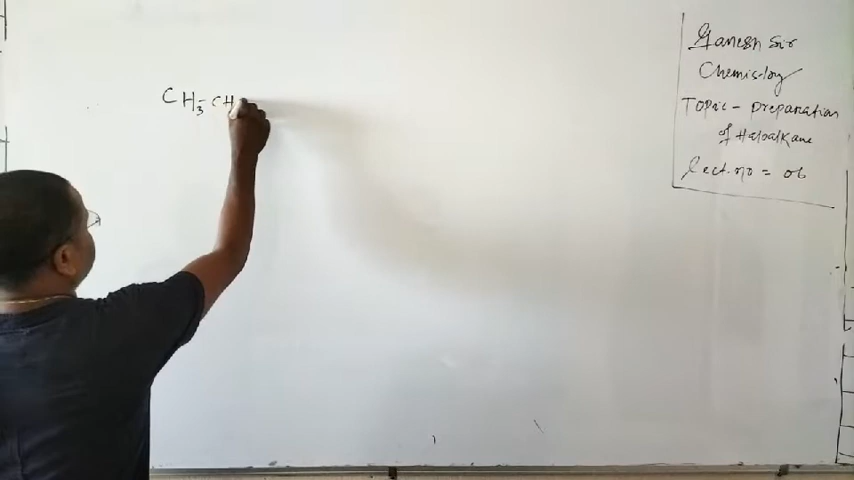 CH₃-CH
Ganesh Sir
Chemistry
Topic - Preparation
of Haloalkane
lect. no = 06